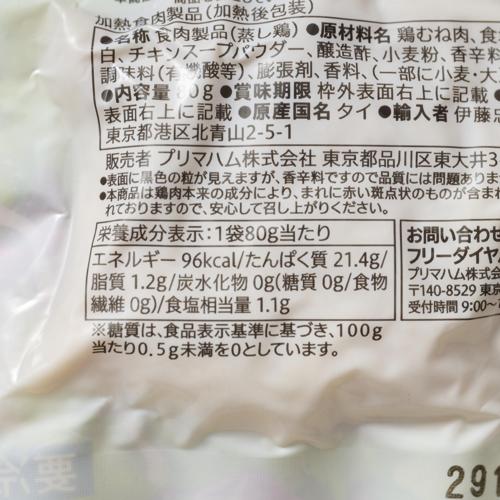 加熱食肉製品(加熱後包装)
●名称 食肉製品(蒸し鶏) ●原材料名 鶏むね肉、食
白、チキンスープパウダー、醸造酢、小麦粉、香辛料
調味料(有機酸等)、膨張剤、香料、(一部に小麦・大
●内容量 80g ●賞味期限 枠外表面右上に記載 ●
表面右上に記載 ●原産国名 タイ ●輸入者 伊藤忠
東京都港区北青山2-5-1
販売者 プリマハム株式会社 東京都品川区東大井3
●表面に黒色の粒が見えますが、香辛料ですので品質には問題ありませ
●本商品は鶏肉本来の成分により、まれに赤い斑点状のものが含まれ
れておりますので、安心して召し上がりください。
栄養成分表示:1袋80g当たり
エネルギー 96kcal/たんぱく質 21.4g/
脂質 1.2g/炭水化物 0g(糖質 0g/食物
繊維 0g)/食塩相当量 1.1g
※糖質は、食品表示基準に基づき、100g
当たり0.5g未満を0としています。
お問い合わせ
フリーダイヤル
プリマハム株式会
〒140-8529 東京
受付時間 9:00〜
要冷
291